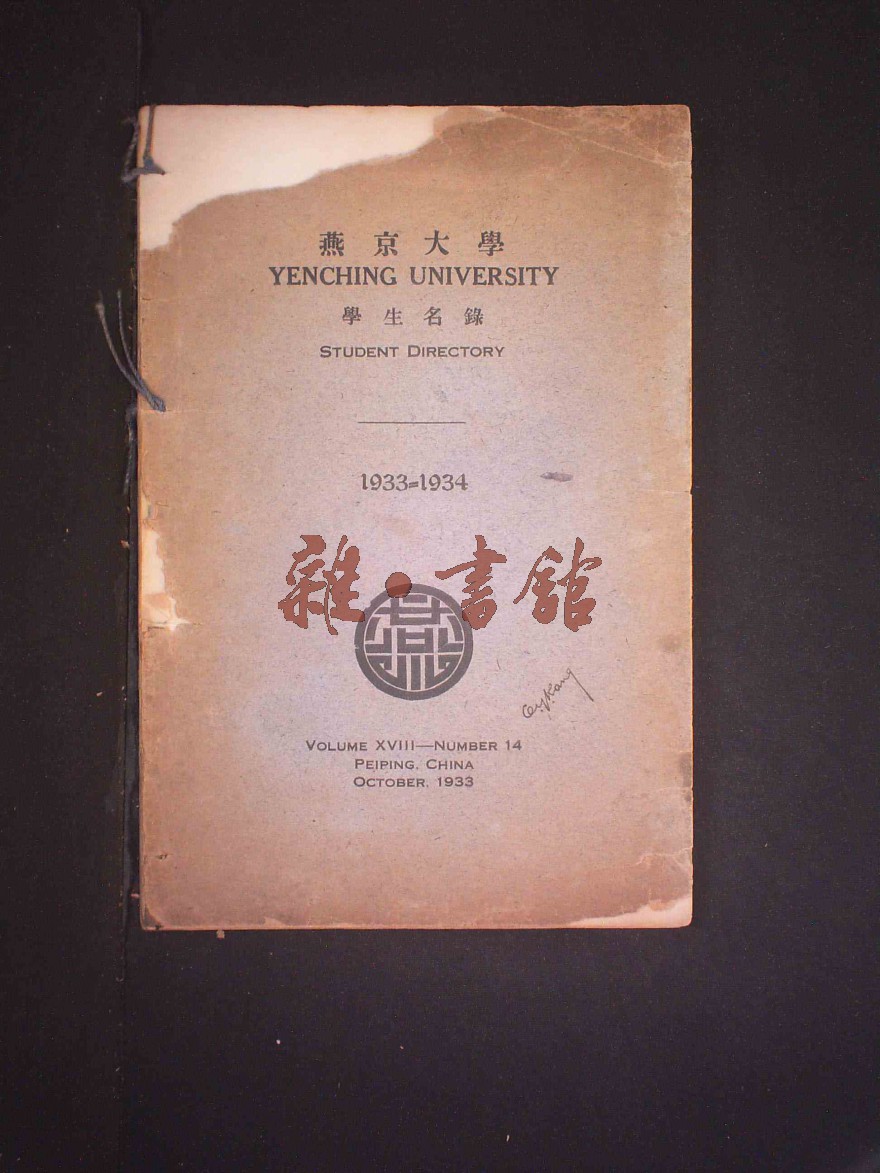 燕京大學
YENCHING UNIVERSITY
學生名錄
STUDENT DIRECTORY
1933=1934
雜·書館
燕
VOLUME XVIII—NUMBER 14
PEIPING, CHINA
OCTOBER, 1933